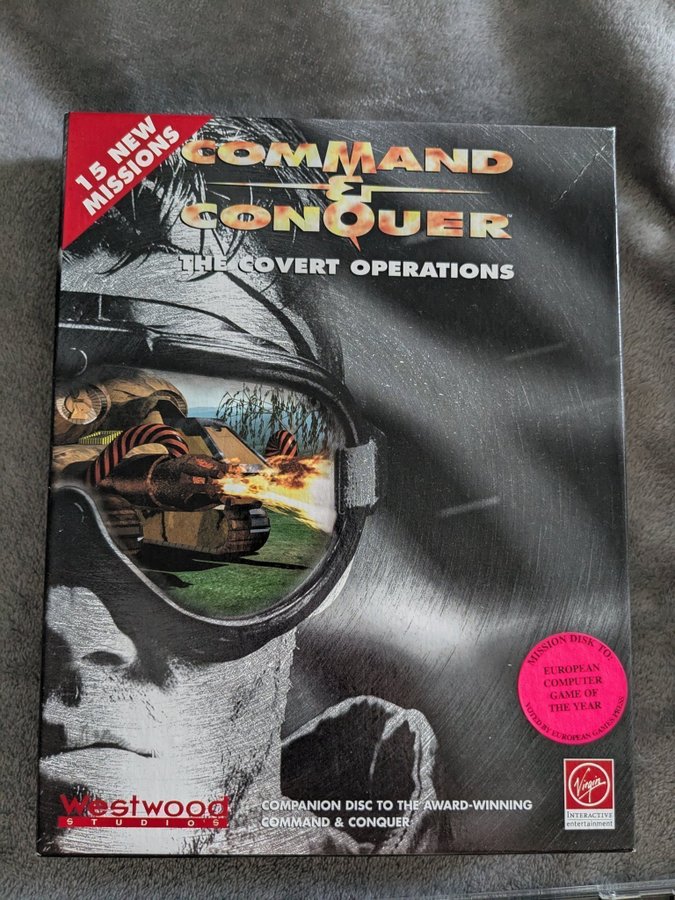 15 NEW
MISSIONS
COMMAND
&
CONQUER™
THE COVERT OPERATIONS
MISSION DISK TO:
EUROPEAN
COMPUTER
GAME OF
THE YEAR
VOTED BY EUROPEAN GAMES PRESS
Westwood
STUDIOS
COMPANION DISC TO THE AWARD-WINNING
COMMAND & CONQUER
Virgin
INTERACTIVE
entertainment